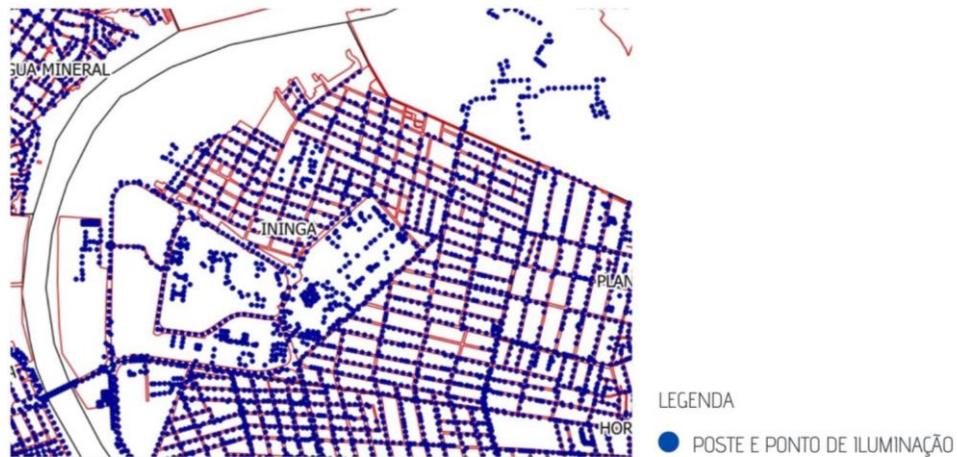 GUA MINERAL
ININGA
PLAN
HOR
LEGENDA
POSTE E PONTO DE ILUMINAÇÃO